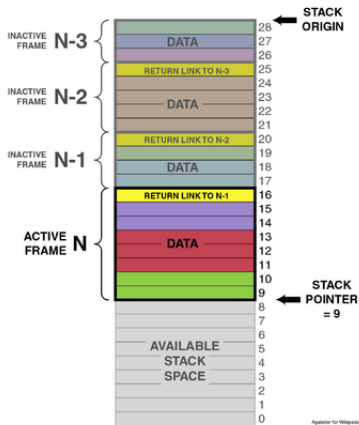 STACK
ORIGIN
INACTIVE
FRAME N-3
28
27
26
DATA
INACTIVE
FRAME N-2
RETURN LINK TO N-3
25
24
23
22
21
DATA
INACTIVE
FRAME N-1
RETURN LINK TO N-2
20
19
18
17
DATA
ACTIVE
FRAME N
RETURN LINK TO N-1
16
15
14
13
12
11
10
9
DATA
STACK
POINTER
= 9
8
7
6
5
4
3
2
1
0
AVAILABLE
STACK
SPACE
for Wikipedia